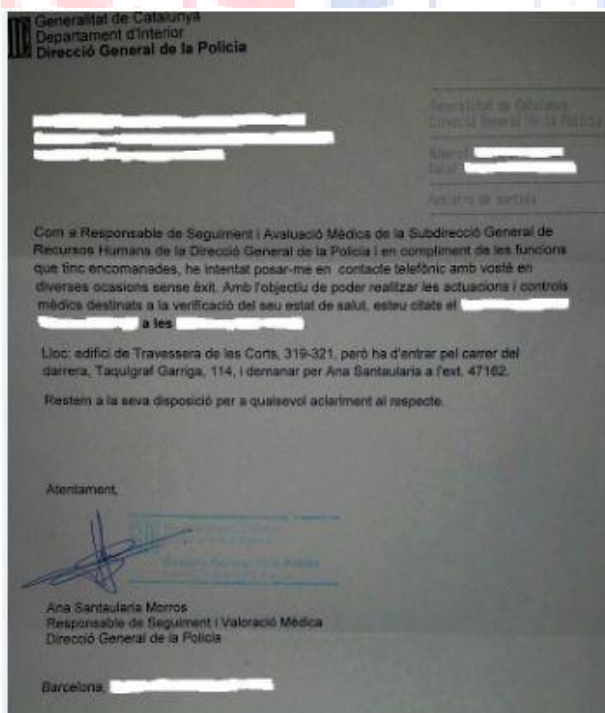 Generalitat de Catalunya
Departament d'Interior
Direcció General de la Policia
Generalitat de Catalunya
Direcció General de la Policia
Registre de sortida
Com a Responsable de Seguiment i Avaluació Mèdica de la Subdirecció General de
Recursos Humans de la Direcció General de la Policia i en compliment de les funcions
que tinc encomanades, he intentat posar-me en contacte telefònic amb vostè en
diverses ocasions sense èxit. Amb l'objectiu de poder realitzar les actuacions i controls
mèdics destinats a la verificació del seu estat de salut, esteu citats el
a les
Lloc: edifici de Travessera de les Corts, 319-321, però ha d'entrar pel carrer del
darrera, Taquígraf Garriga, 114, i demanar per Ana Santaularia a l'ext. 47162.
Restem a la seva disposició per a qualsevol aclariment al respecte.
Atentament,
Ana Santaularia Morros
Responsable de Seguiment i Valoració Mèdica
Direcció General de la Policia
Barcelona,